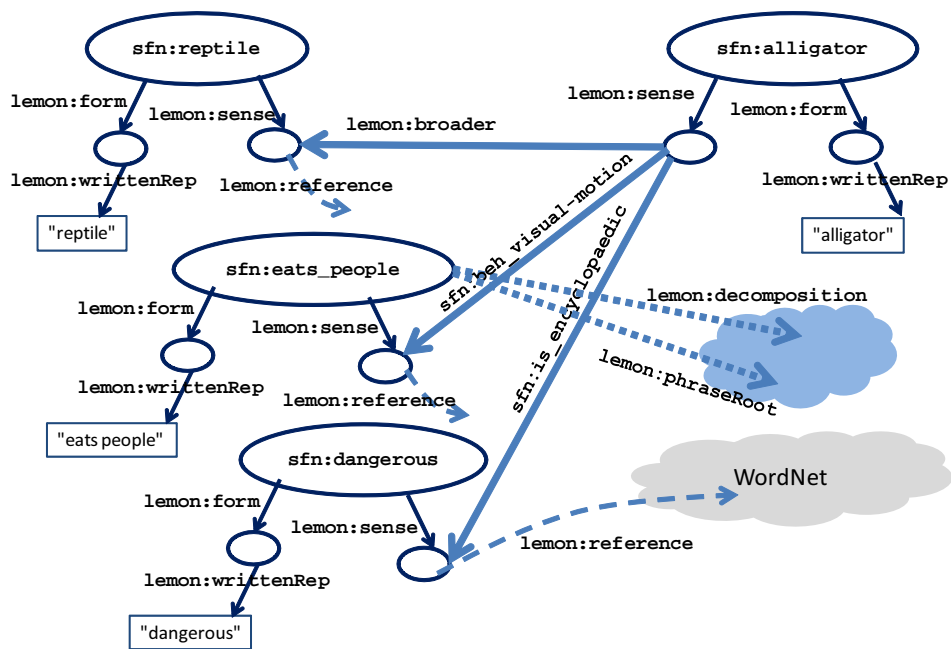 sfn:reptile
sfn:alligator
lemon:form
lemon:sense
lemon:sense
lemon:form
lemon:broader
lemon:writtenRep
lemon:reference
lemon:writtenRep
"reptile"
"alligator"
sfn:beh_visual-motion
sfn:is_encyclopaedic
sfn:eats_people
lemon:form
lemon:sense
lemon:decomposition
lemon:writtenRep
lemon:reference
lemon:phraseRoot
"eats people"
sfn:dangerous
WordNet
lemon:form
lemon:sense
lemon:reference
lemon:writtenRep
"dangerous"